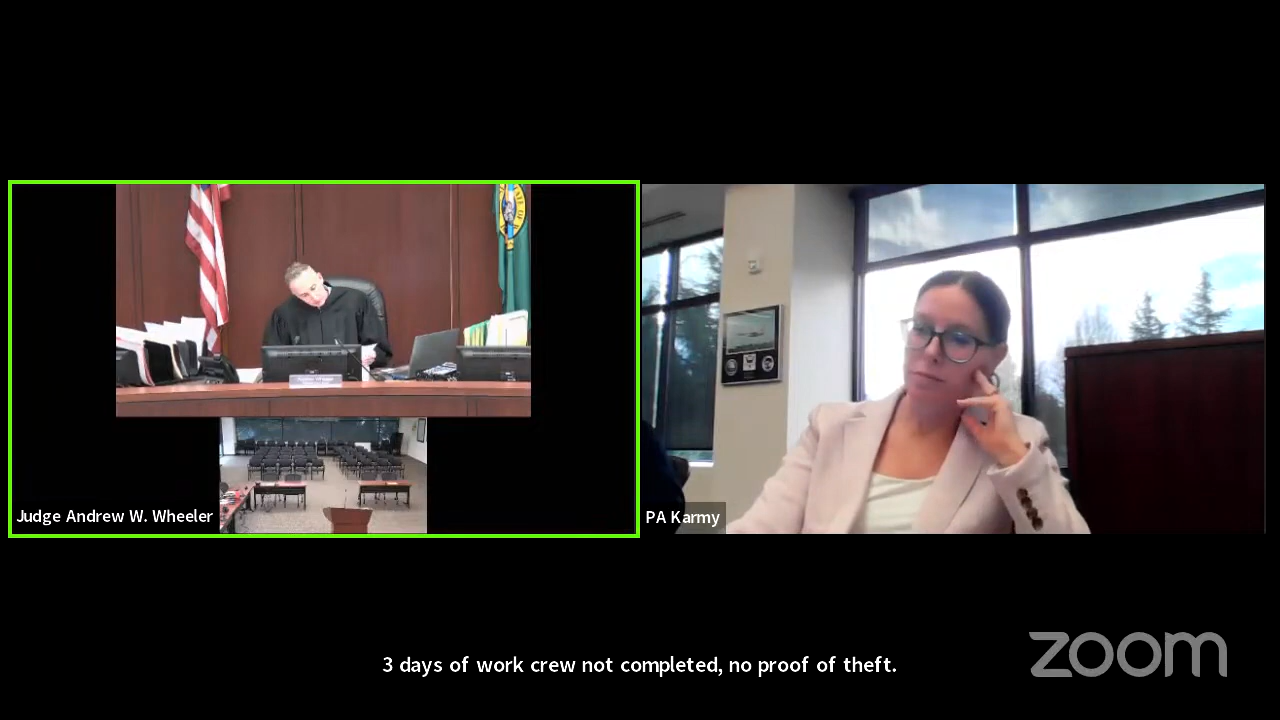 Judge Andrew W. Wheeler
PA Karmy
3 days of work crew not completed, no proof of theft.
zoom